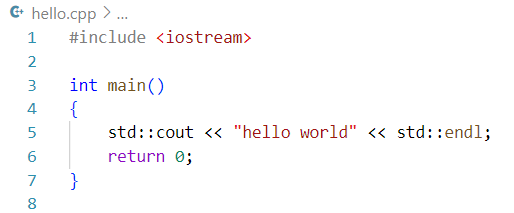 hello.cpp > ...
1 #include <iostream>
2
3 int main()
4 {
5     std::cout << "hello world" << std::endl;
6     return 0;
7 }
8